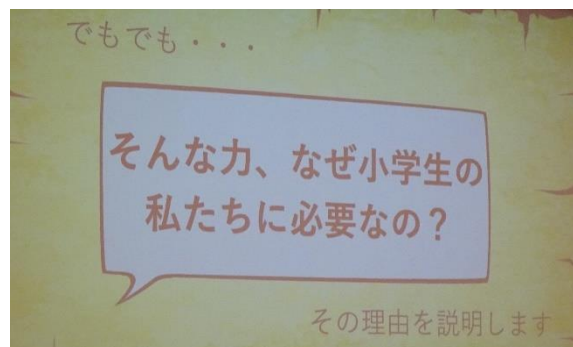 でもでも・・・
そんな力、なぜ小学生の
私たちに必要なの？
その理由を説明します